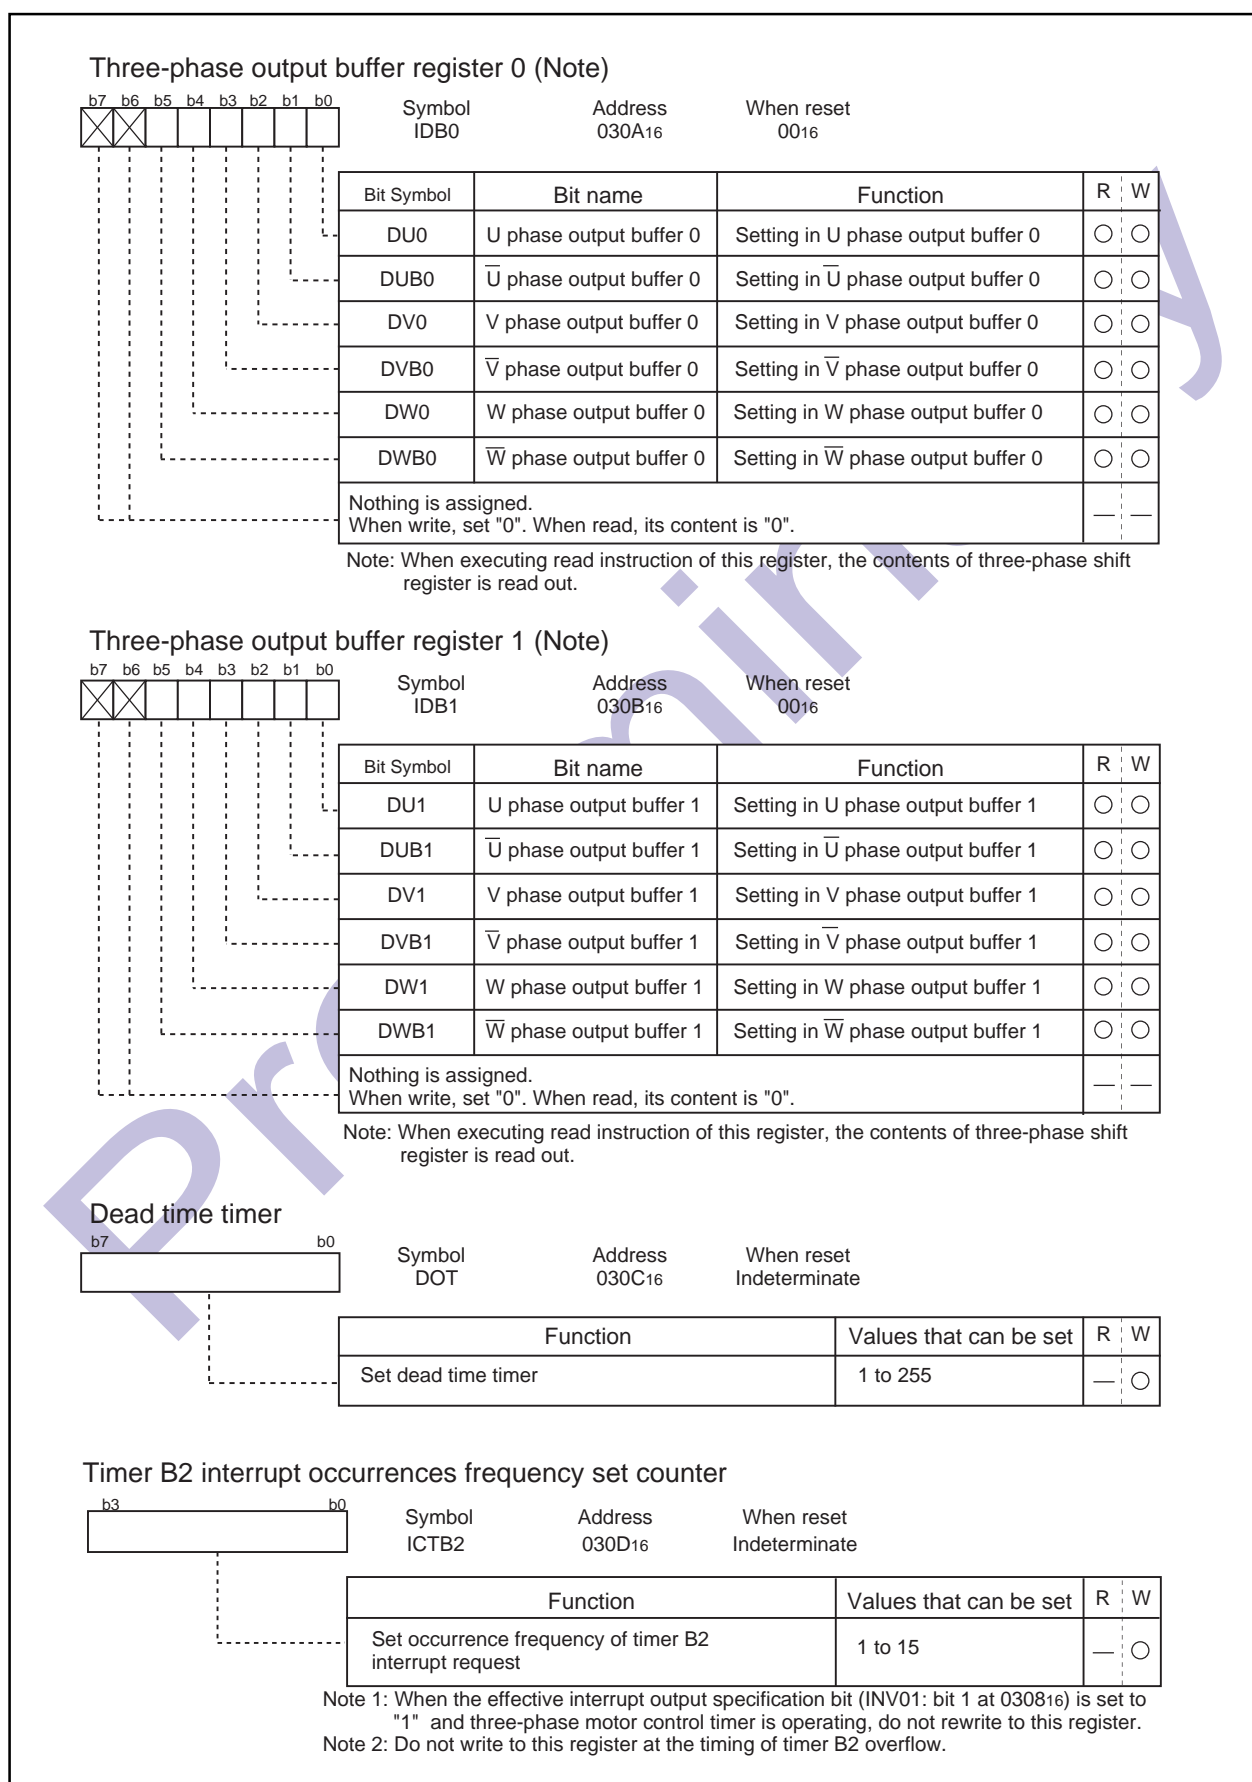 Three-phase output buffer register 0 (Note)
b7 b6 b5 b4 b3 b2 b1 b0
Symbol Address When reset
IDB0 030A16 0016
Bit Symbol Bit name Function R W
DU0 U phase output buffer 0 Setting in U phase output buffer 0
DUB0 U̅ phase output buffer 0 Setting in U̅ phase output buffer 0
DV0 V phase output buffer 0 Setting in V phase output buffer 0
DVB0 V̅ phase output buffer 0 Setting in V̅ phase output buffer 0
DW0 W phase output buffer 0 Setting in W phase output buffer 0
DWB0 W̅ phase output buffer 0 Setting in W̅ phase output buffer 0
Nothing is assigned.
When write, set "0". When read, its content is "0". — —
Note: When executing read instruction of this register, the contents of three-phase shift
register is read out.
Three-phase output buffer register 1 (Note)
b7 b6 b5 b4 b3 b2 b1 b0
Symbol Address When reset
IDB1 030B16 0016
Bit Symbol Bit name Function R W
DU1 U phase output buffer 1 Setting in U phase output buffer 1
DUB1 U̅ phase output buffer 1 Setting in U̅ phase output buffer 1
DV1 V phase output buffer 1 Setting in V phase output buffer 1
DVB1 V̅ phase output buffer 1 Setting in V̅ phase output buffer 1
DW1 W phase output buffer 1 Setting in W phase output buffer 1
DWB1 W̅ phase output buffer 1 Setting in W̅ phase output buffer 1
Nothing is assigned.
When write, set "0". When read, its content is "0". — —
Note: When executing read instruction of this register, the contents of three-phase shift
register is read out.
Dead time timer
b7 b0
Symbol Address When reset
DOT 030C16 Indeterminate
Function Values that can be set R W
Set dead time timer 1 to 255 —
Timer B2 interrupt occurrences frequency set counter
b3 b0
Symbol Address When reset
ICTB2 030D16 Indeterminate
Function Values that can be set R W
Set occurrence frequency of timer B2
interrupt request 1 to 15 —
Note 1: When the effective interrupt output specification bit (INV01: bit 1 at 030816) is set to
"1" and three-phase motor control timer is operating, do not rewrite to this register.
Note 2: Do not write to this register at the timing of timer B2 overflow.
Preliminary